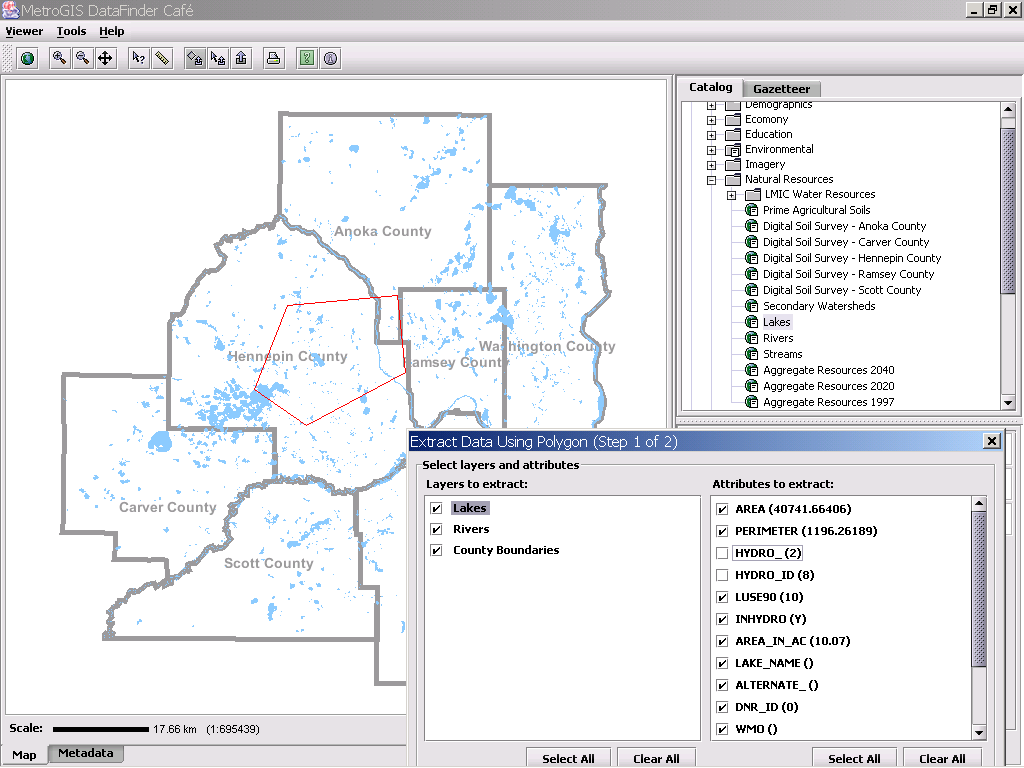 MetroGIS DataFinder Café
Viewer Tools Help
Catalog Gazetteer
Demographics
Ecomony
Education
Environmental
Imagery
Natural Resources
LMIC Water Resources
Prime Agricultural Soils
Digital Soil Survey - Anoka County
Digital Soil Survey - Carver County
Digital Soil Survey - Hennepin County
Digital Soil Survey - Ramsey County
Digital Soil Survey - Scott County
Secondary Watersheds
Lakes
Rivers
Streams
Aggregate Resources 2040
Aggregate Resources 2020
Aggregate Resources 1997
Anoka County
Washington County
Hennepin County
amsey County
Carver County
Scott County
Extract Data Using Polygon (Step 1 of 2)
Select layers and attributes
Layers to extract:
Lakes
Rivers
County Boundaries
Select All Clear All
Attributes to extract:
AREA (40741.66406)
PERIMETER (1196.26189)
HYDRO_ (2)
HYDRO_ID (8)
LUSE90 (10)
INHYDRO (Y)
AREA_IN_AC (10.07)
LAKE_NAME ()
ALTERNATE_ ()
DNR_ID (0)
WMO ()
Select All Clear All
Scale: 17.66 km (1:695439)
Map Metadata